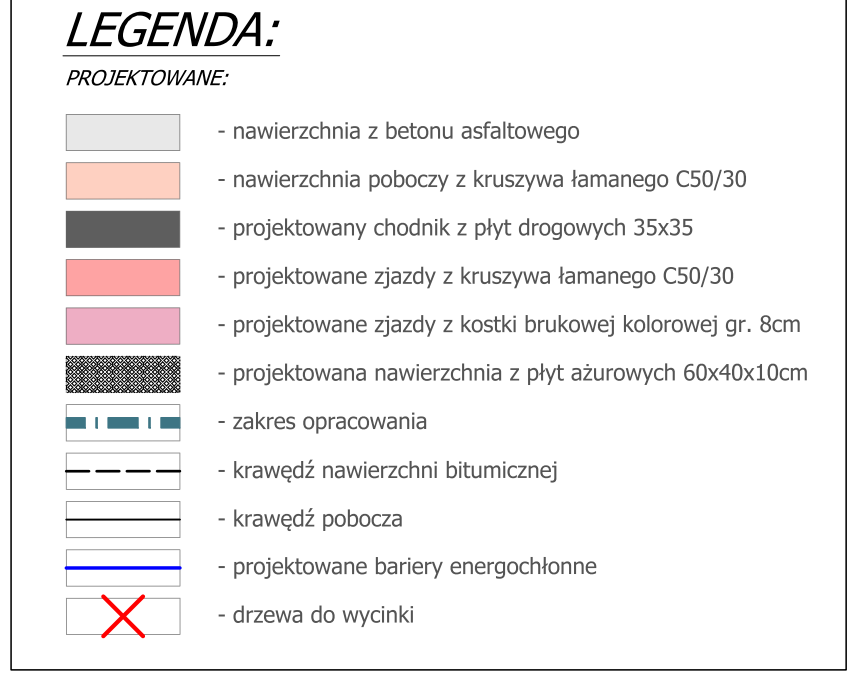 LEGENDA:
PROJEKTOWANE:
- nawierzchnia z betonu asfaltowego
- nawierzchnia poboczy z kruszywa łamanego C50/30
- projektowany chodnik z płyt drogowych 35x35
- projektowane zjazdy z kruszywa łamanego C50/30
- projektowane zjazdy z kostki brukowej kolorowej gr. 8cm
- projektowana nawierzchnia z płyt ażurowych 60x40x10cm
- zakres opracowania
- krawędź nawierzchni bitumicznej
- krawędź pobocza
- projektowane bariery energochłonne
- drzewa do wycinki